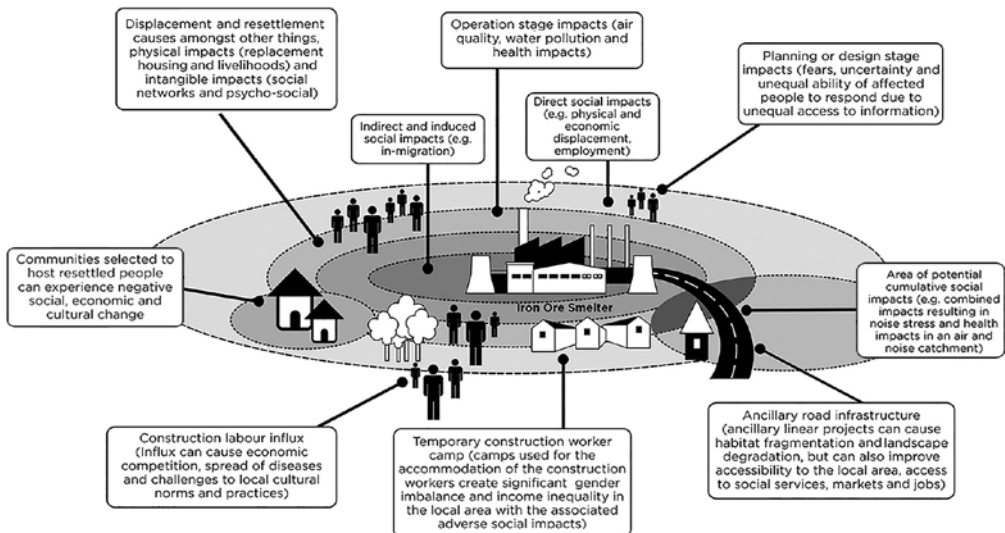 Displacement and resettlement
causes amongst other things,
physical impacts (replacement
housing and livelihoods) and
intangible impacts (social
networks and psycho-social)
Operation stage impacts (air
quality, water pollution and
health impacts)
Planning or design stage
impacts (fears, uncertainty and
unequal ability of affected
people to respond due to
unequal access to information)
Indirect and induced
social impacts (e.g.
in-migration)
Direct social impacts
(e.g. physical and
economic
displacement,
employment)
Communities selected to
host resettled people
can experience negative
social, economic and
cultural change
Iron Ore Smelter
Area of potential
cumulative social
impacts (e.g. combined
impacts resulting in
noise stress and health
impacts in an air and
noise catchment)
Construction labour influx
(Influx can cause economic
competition, spread of diseases
and challenges to local cultural
norms and practices)
Temporary construction worker
camp (camps used for the
accommodation of the construction
workers create significant gender
imbalance and income inequality in
the local area with the associated
adverse social impacts)
Ancillary road infrastructure
(ancillary linear projects can cause
habitat fragmentation and landscape
degradation, but can also improve
accessibility to the local area, access
to social services, markets and jobs)